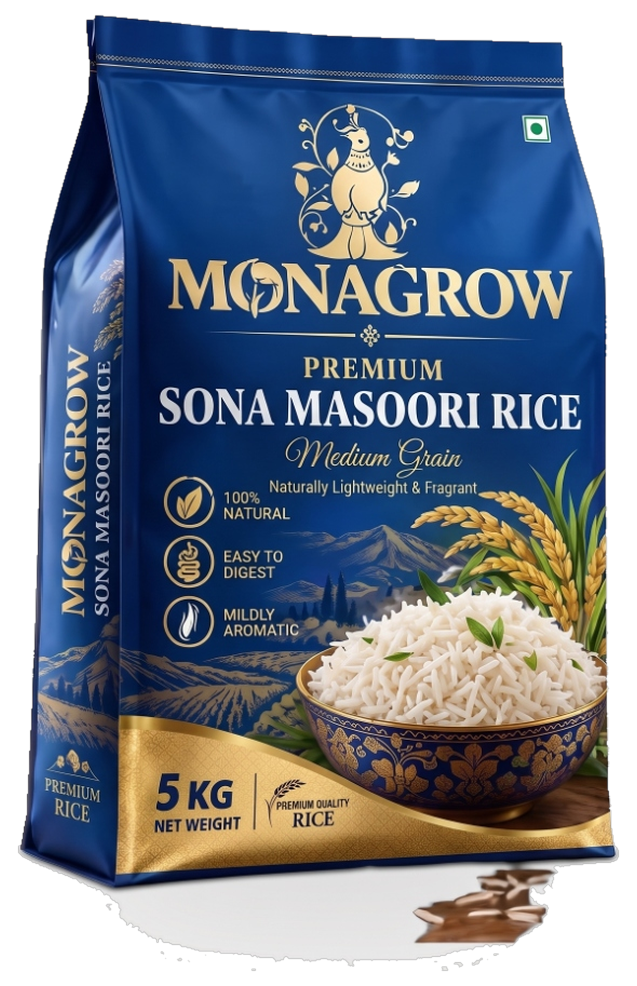 MONAGROW
PREMIUM
SONA MASOORI RICE
Medium Grain
Naturally Lightweight & Fragrant
100%
NATURAL
EASY TO
DIGEST
MILDLY
AROMATIC
5 KG
NET WEIGHT
PREMIUM QUALITY
RICE
MONAGROW
SONA MASOORI RICE
PREMIUM
RICE